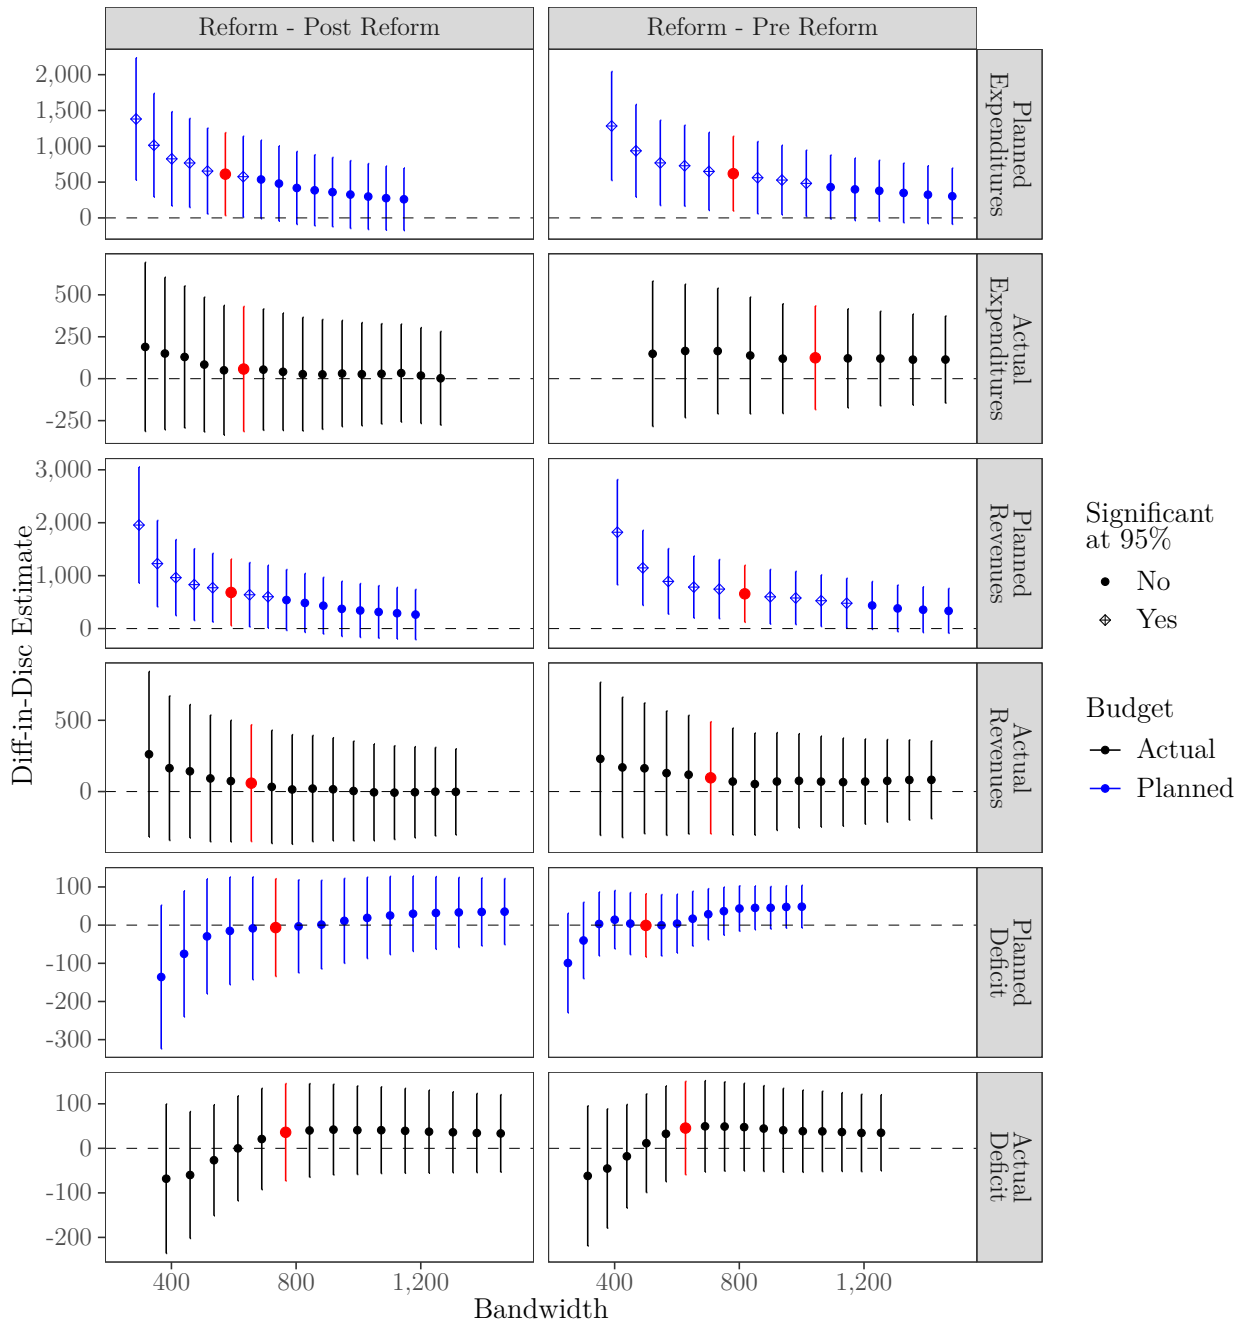 Reform - Post Reform
Reform - Pre Reform
2,000
1,500
1,000
500
0
Planned
Expenditures
500
250
0
-250
Actual
Expenditures
3,000
2,000
1,000
0
Planned
Revenues
500
0
Actual
Revenues
100
0
-100
-200
-300
Planned
Deficit
100
0
-100
-200
Actual
Deficit
400
800
1,200
400
800
1,200
Bandwidth
Diff-in-Disc Estimate
Significant
at 95%
No
Yes
Budget
Actual
Planned